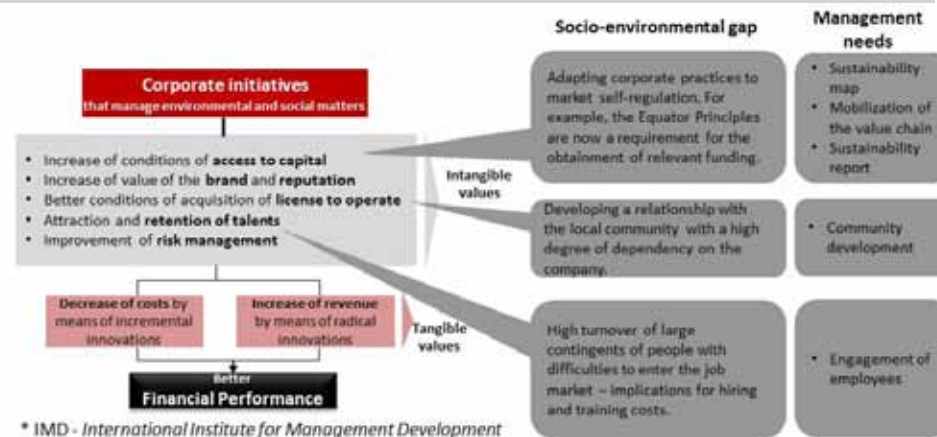 Socio-environmental gap
Management
needs
Corporate initiatives
that manage environmental and social matters
• Increase of conditions of access to capital
• Increase of value of the brand and reputation
• Better conditions of acquisition of license to operate
• Attraction and retention of talents
• Improvement of risk management
Intangible
values
Decrease of costs by
means of incremental
innovations
Increase of revenue
by means of radical
innovations
Tangible
values
Better
Financial Performance
Adapting corporate practices to
market self-regulation. For
example, the Equator Principles
are now a requirement for the
obtainment of relevant funding.
• Sustainability
map
• Mobilization of
the value chain
• Sustainability
report
Developing a relationship with
the local community with a high
degree of dependency on the
company.
• Community
development
High turnover of large
contingents of people with
difficulties to enter the job
market – implications for hiring
and training costs.
• Engagement of
employees
* IMD - International Institute for Management Development